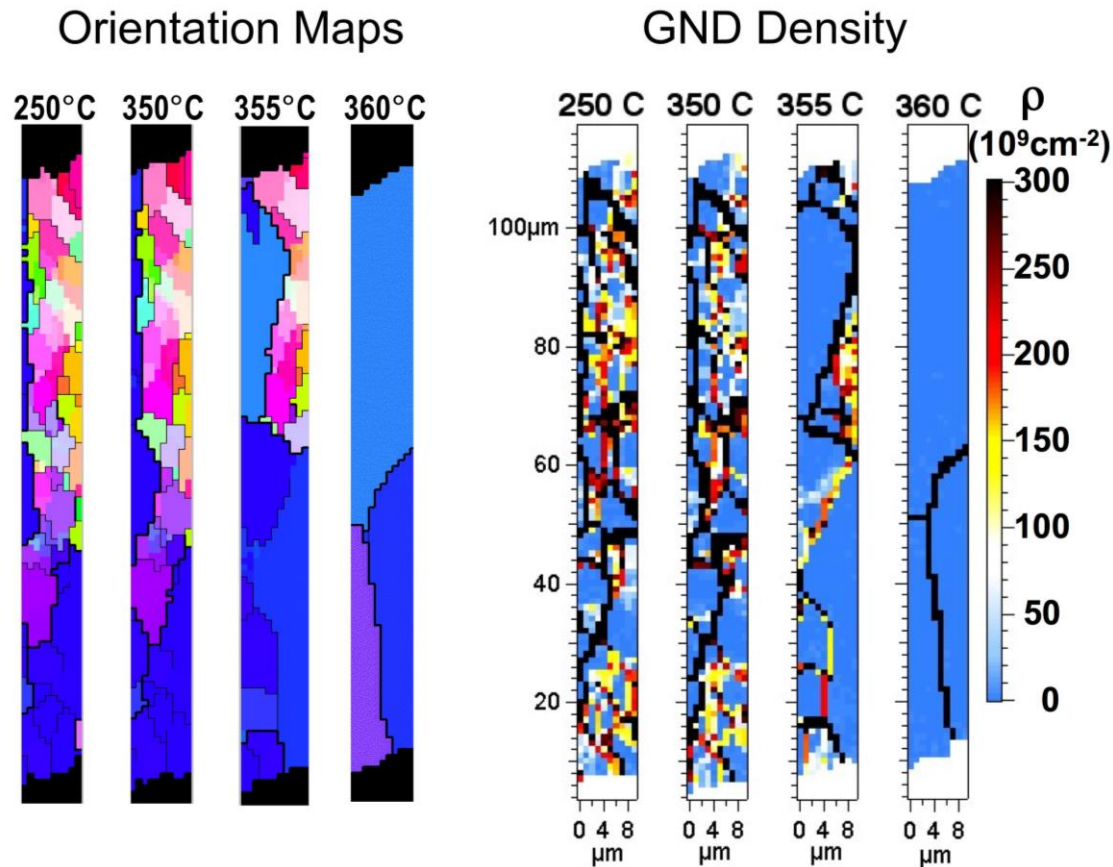 Orientation Maps
GND Density
250°C 350°C 355°C 360°C
250 C 350 C 355 C 360 C
ρ
(10⁹cm⁻²)
300
250
200
150
100
50
0
100µm
80
60
40
20
0 4 8 0 4 8 0 4 8 0 4 8
µm µm µm µm